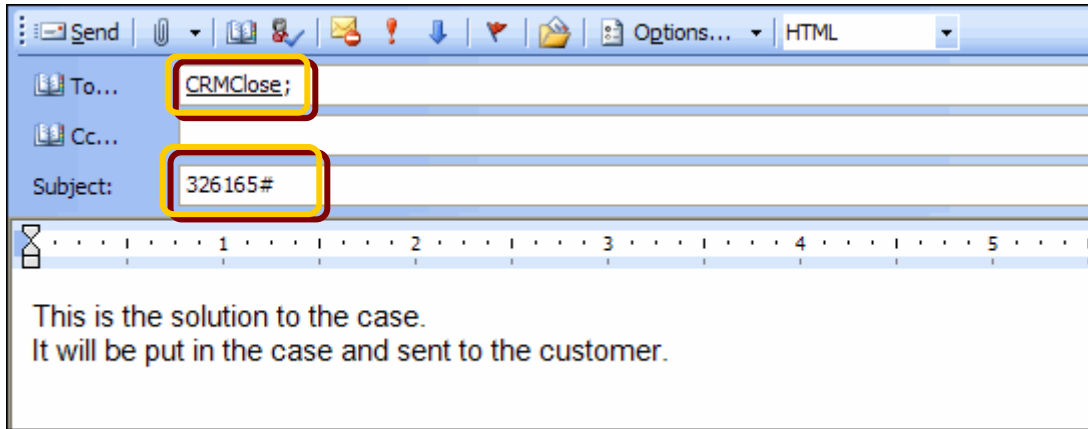 Send Options... HTML
To... CRMClose;
Cc...
Subject: 326165#
1 2 3 4 5
This is the solution to the case.
It will be put in the case and sent to the customer.